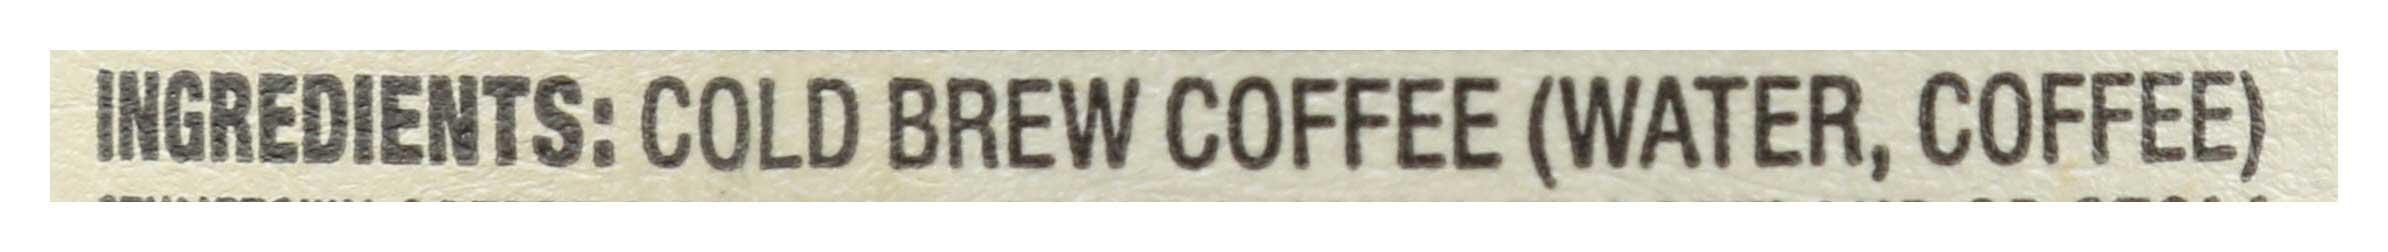 INGREDIENTS: COLD BREW COFFEE (WATER, COFFEE)